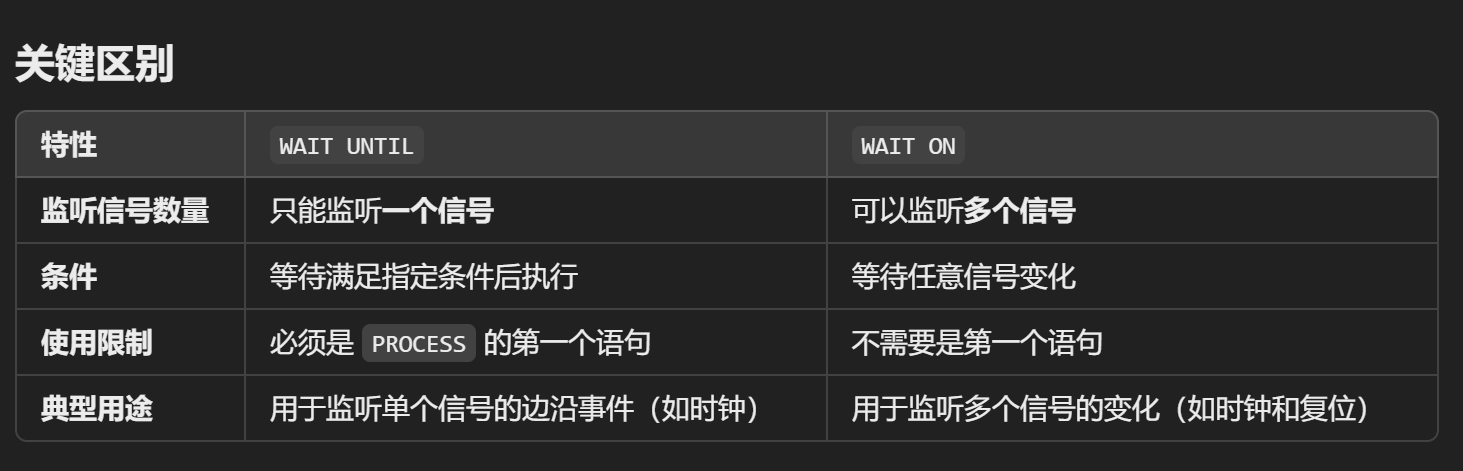 关键区别
特性 WAIT UNTIL WAIT ON
监听信号数量 只能监听一个信号 可以监听多个信号
条件 等待满足指定条件后执行 等待任意信号变化
使用限制 必须是 PROCESS 的第一个语句 不需要是第一个语句
典型用途 用于监听单个信号的边沿事件（如时钟） 用于监听多个信号的变化（如时钟和复位）